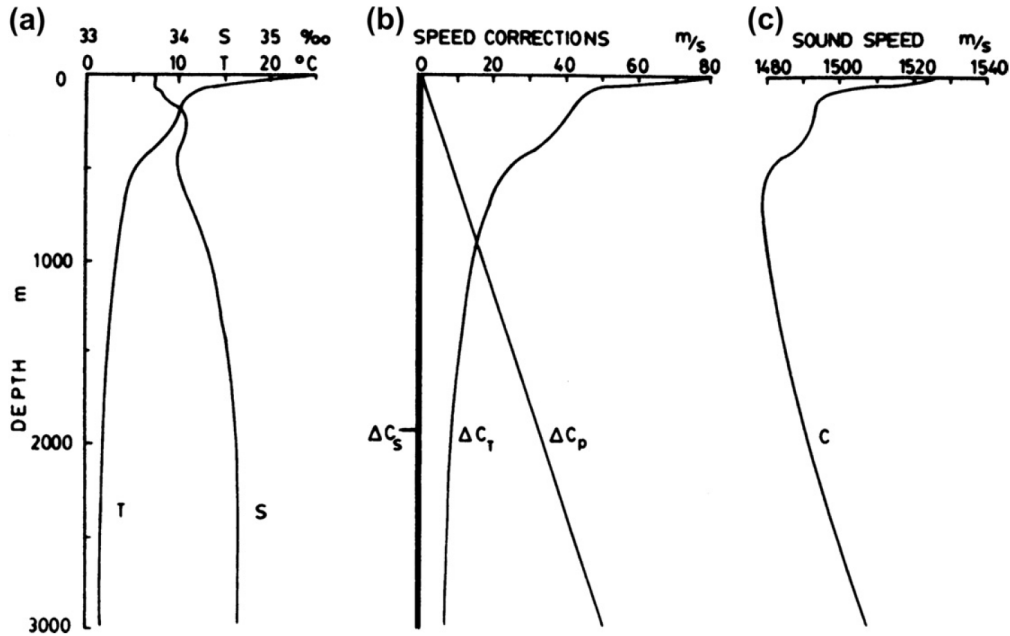 (a)
33 34 S 35 ‰
0 10 T 20 °C
0
1000
2000
3000
DEPTH m
T
S
(b)
SPEED CORRECTIONS m/s
0 20 40 60 80
ΔCs
ΔCT
ΔCp
(c)
SOUND SPEED m/s
1480 1500 1520 1540
C